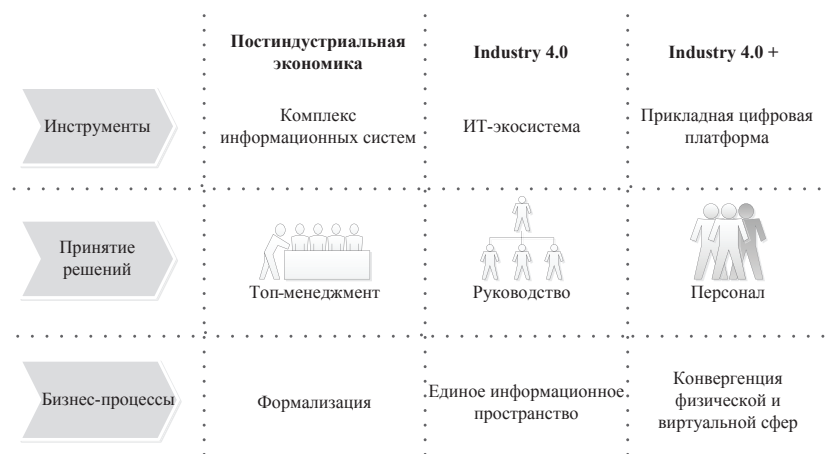 Постиндустриальная
экономика
Industry 4.0
Industry 4.0 +
Инструменты
Комплекс
информационных систем
ИТ-экосистема
Прикладная цифровая
платформа
Принятие
решений
Топ-менеджмент
Руководство
Персонал
Бизнес-процессы
Формализация
Единое информационное
пространство
Конвергенция
физической и
виртуальной сфер